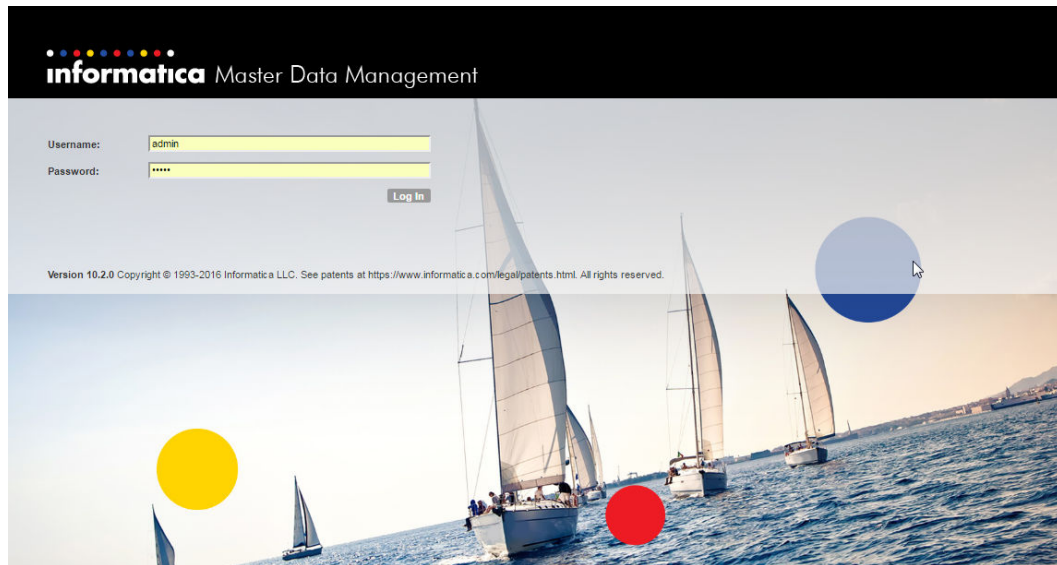 informatica Master Data Management
Username: admin
Password: •••••
Log In
Version 10.2.0 Copyright © 1993-2016 Informatica LLC. See patents at https://www.informatica.com/legal/patents.html. All rights reserved.